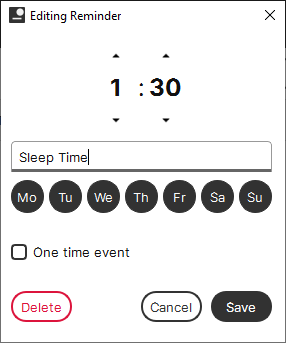 Editing Reminder
1 : 30
Sleep Time
Mo Tu We Th Fr Sa Su
One time event
Delete Cancel Save